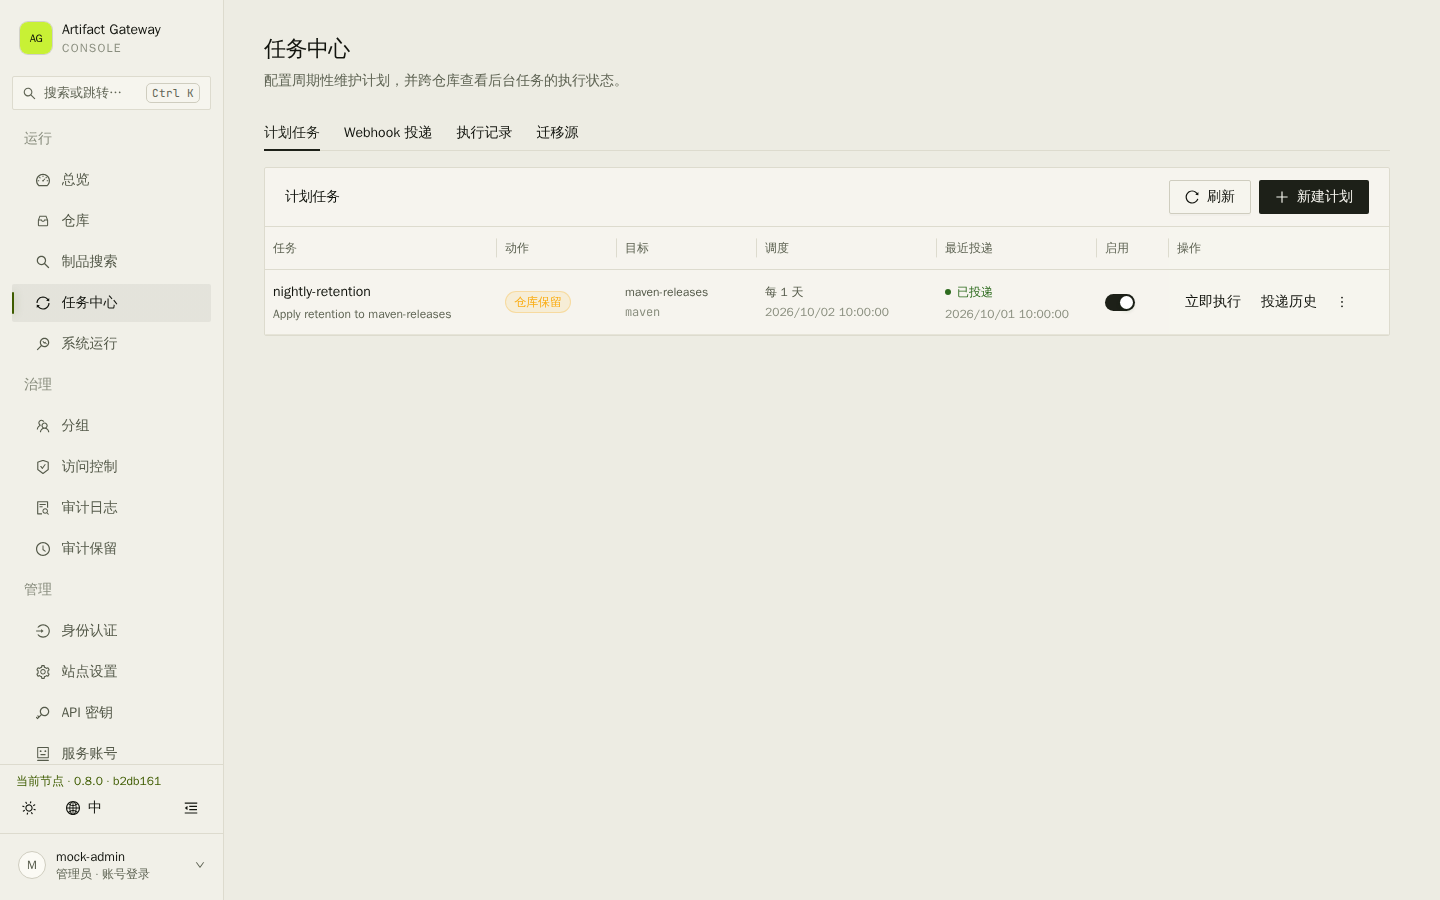 AG
Artifact Gateway
CONSOLE
搜索或跳转…
Ctrl K
运行
总览
仓库
制品搜索
任务中心
系统运行
治理
分组
访问控制
审计日志
审计保留
管理
身份认证
站点设置
API 密钥
服务账号
当前节点 · 0.8.0 · b2db161
中
M
mock-admin
管理员 · 账号登录
任务中心
配置周期性维护计划，并跨仓库查看后台任务的执行状态。
计划任务 Webhook 投递 执行记录 迁移源
计划任务
刷新
新建计划
任务 动作 目标 调度 最近投递 启用 操作
nightly-retention
Apply retention to maven-releases
仓库保留
maven-releases
maven
每 1 天
2026/10/02 10:00:00
已投递
2026/10/01 10:00:00
立即执行 投递历史